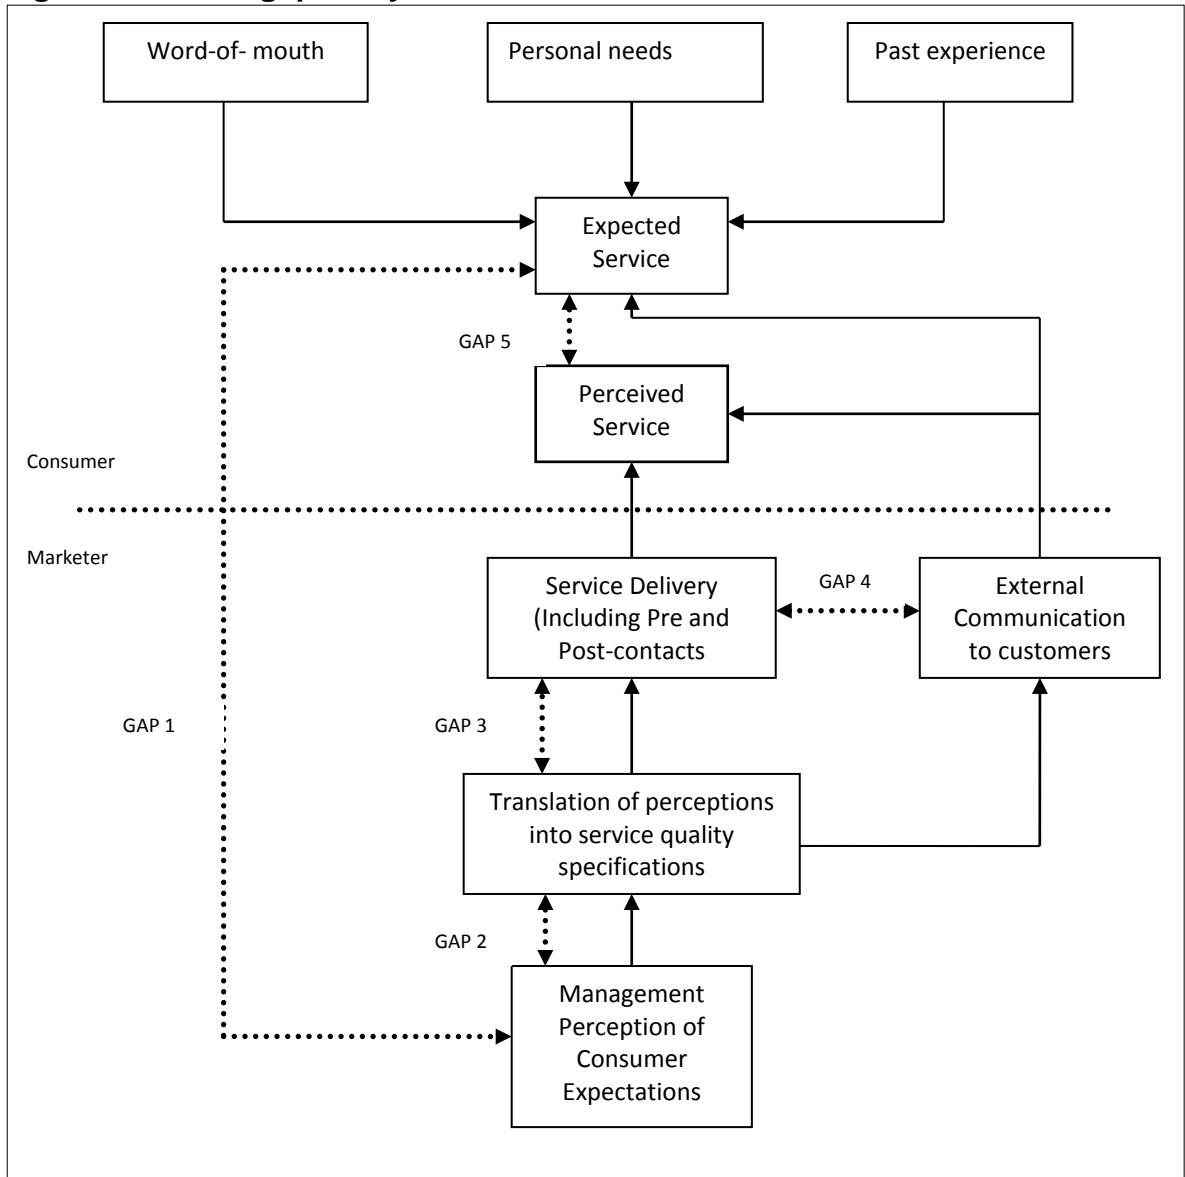 Word-of- mouth
Personal needs
Past experience
Expected
Service
GAP 5
Perceived
Service
Consumer
Marketer
Service Delivery
(Including Pre and
Post-contacts
GAP 4
External
Communication
to customers
GAP 1
GAP 3
Translation of perceptions
into service quality
specifications
GAP 2
Management
Perception of
Consumer
Expectations